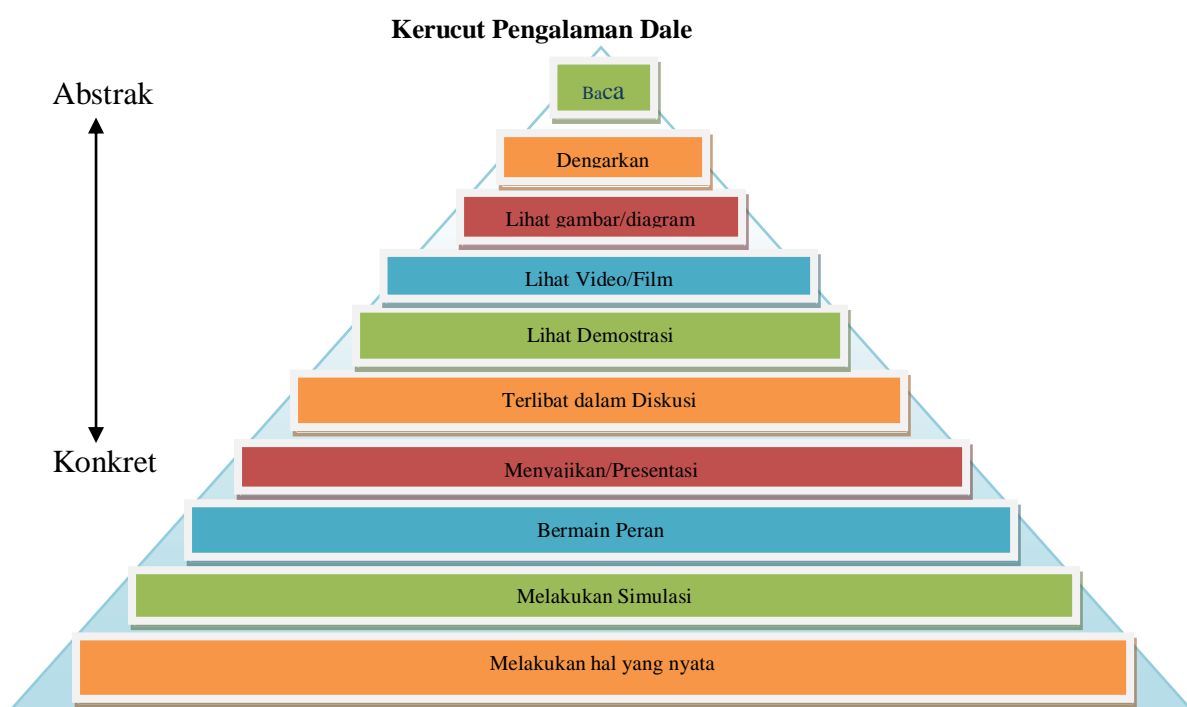 Kerucut Pengalaman Dale
Abstrak
Baca
Dengarkan
Lihat gambar/diagram
Lihat Video/Film
Lihat Demostrasi
Terlibat dalam Diskusi
Konkret
Menyajikan/Presentasi
Bermain Peran
Melakukan Simulasi
Melakukan hal yang nyata